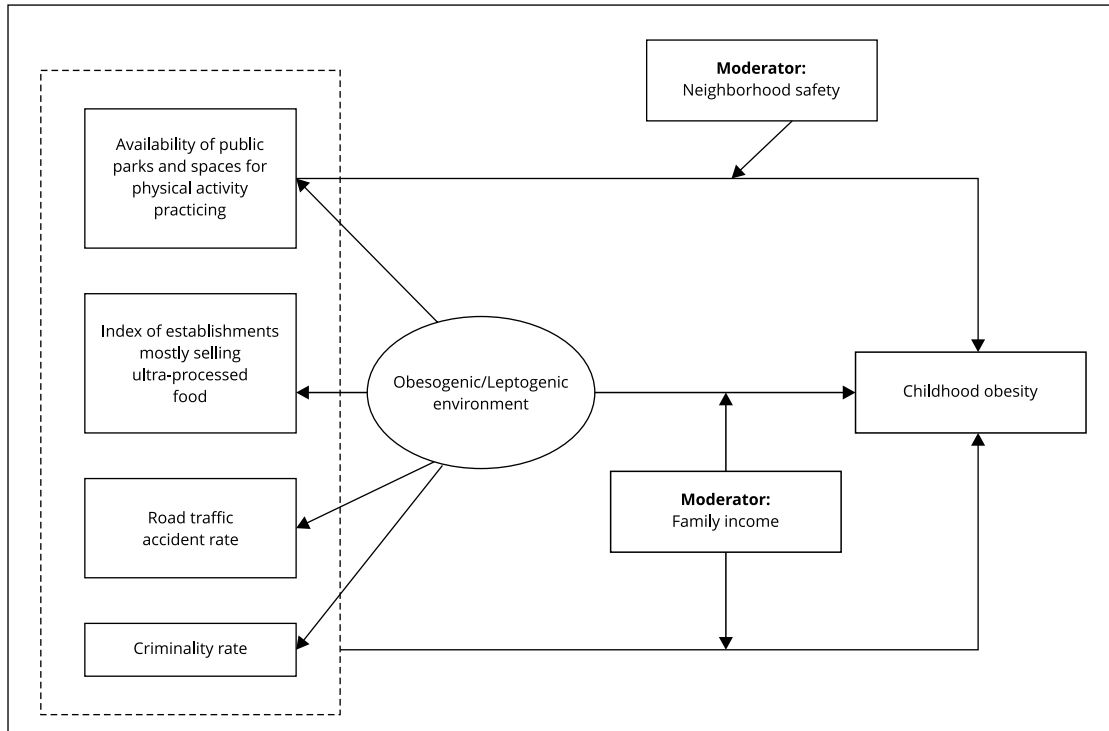 Moderator:
Neighborhood safety
Availability of public
parks and spaces for
physical activity
practicing
Index of establishments
mostly selling
ultra-processed
food
Obesogenic/Leptogenic
environment
Childhood obesity
Moderator:
Family income
Road traffic
accident rate
Criminality rate